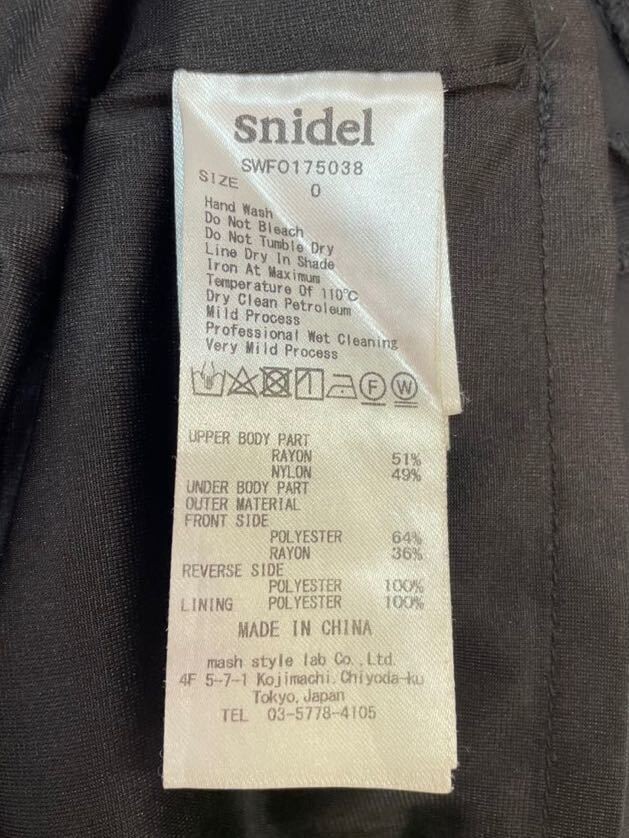 snidel
SWFO175038
SIZE 0
Hand Wash
Do Not Bleach
Do Not Tumble Dry
Line Dry In Shade
Iron At Maximum
Temperature Of 110℃
Dry Clean Petroleum
Mild Process
Professional Wet Cleaning
Very Mild Process
F W
UPPER BODY PART
RAYON 51%
NYLON 49%
UNDER BODY PART
OUTER MATERIAL
FRONT SIDE
POLYESTER 64%
RAYON 36%
REVERSE SIDE
POLYESTER 100%
LINING POLYESTER 100%
MADE IN CHINA
mash style lab Co.,Ltd.
4F 5-7-1 Kojimachi.Chiyoda-ku
Tokyo,Japan
TEL 03-5778-4105